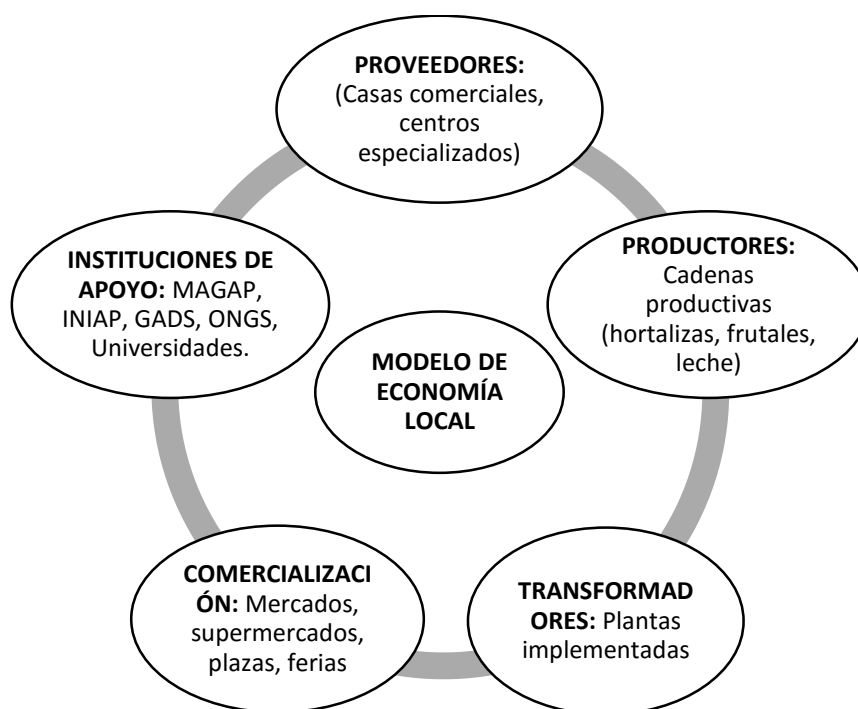 PROVEEDORES:
(Casas comerciales,
centros
especializados)
INSTITUCIONES DE
APOYO: MAGAP,
INIAP, GADS, ONGS,
Universidades.
PRODUCTORES:
Cadenas
productivas
(hortalizas, frutales,
leche)
MODELO DE
ECONOMÍA
LOCAL
COMERCIALIZACI
ÓN: Mercados,
supermercados,
plazas, ferias
TRANSFORMAD
ORES: Plantas
implementadas